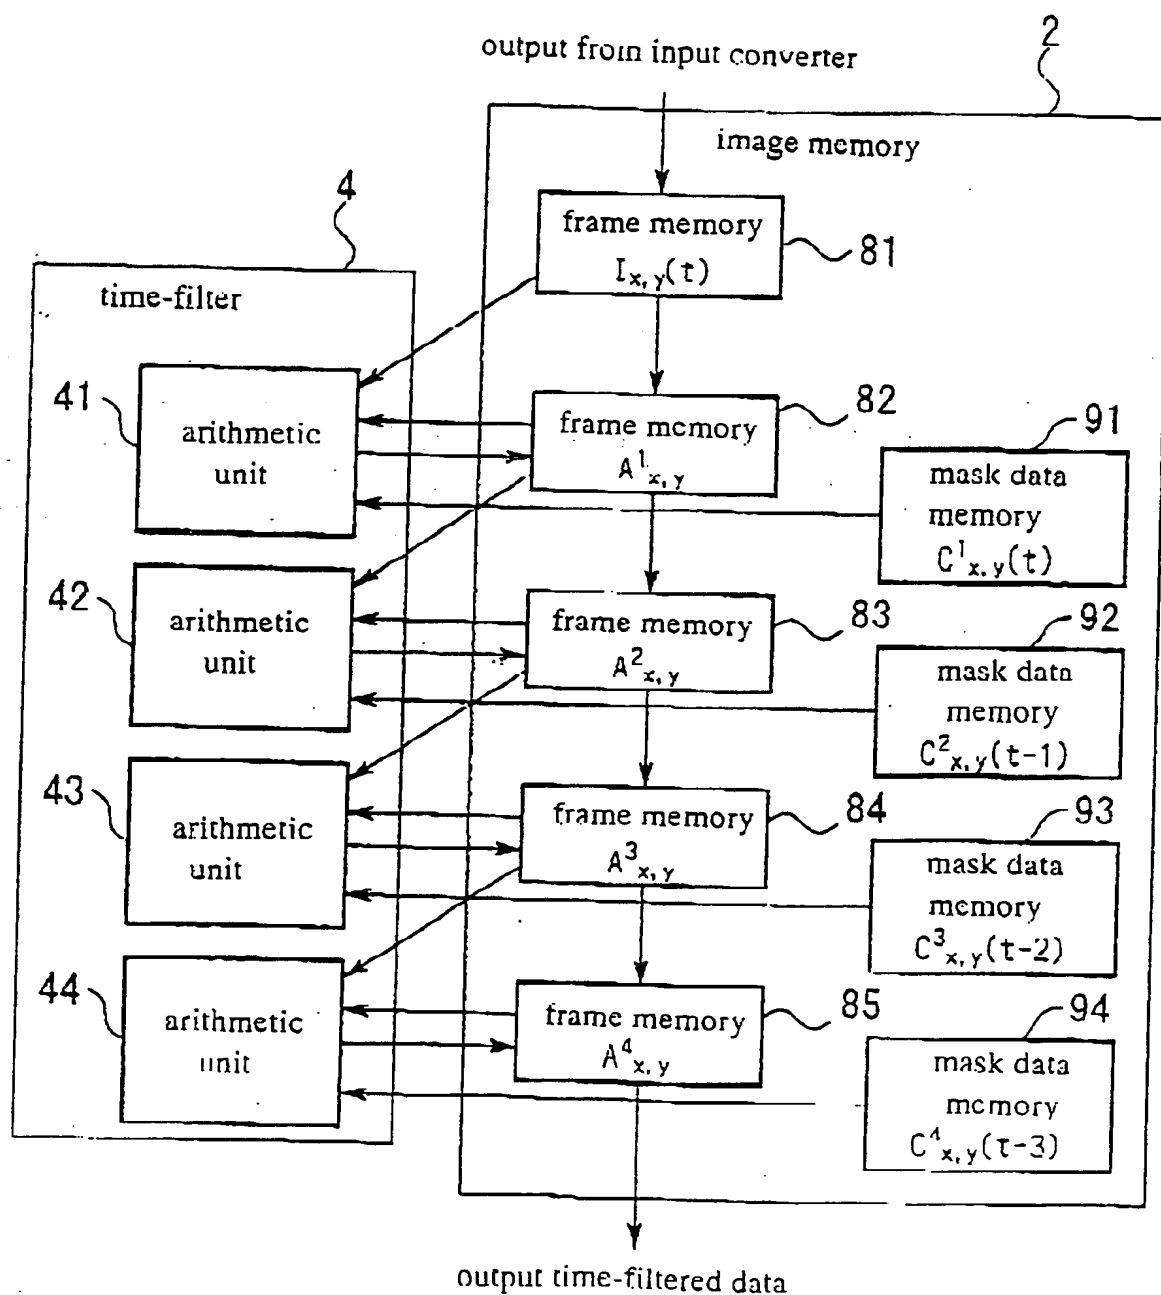 2
output from input converter
image memory
4
frame memory
I x, y (t)
81
time-filter
41
arithmetic
unit
82
frame memory
A¹ x, y
91
mask data
memory
C¹ x, y (t)
42
arithmetic
unit
83
frame memory
A² x, y
92
mask data
memory
C² x, y (t-1)
43
arithmetic
unit
84
frame memory
A³ x, y
93
mask data
memory
C³ x, y (t-2)
44
arithmetic
unit
85
frame memory
A⁴ x, y
94
mask data
memory
C⁴ x, y (t-3)
output time-filtered data